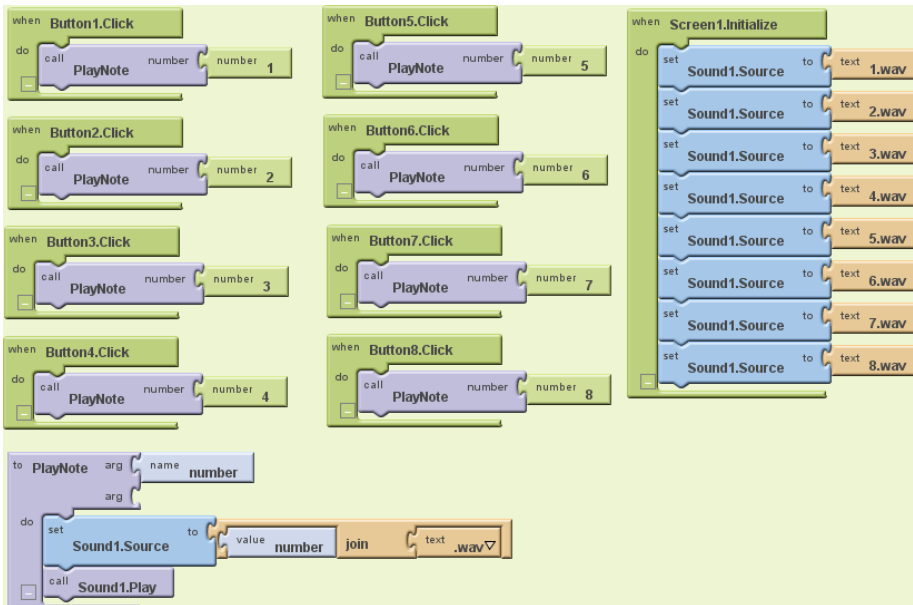 when Button1.Click
do call PlayNote number number 1
when Button2.Click
do call PlayNote number number 2
when Button3.Click
do call PlayNote number number 3
when Button4.Click
do call PlayNote number number 4
when Button5.Click
do call PlayNote number number 5
when Button6.Click
do call PlayNote number number 6
when Button7.Click
do call PlayNote number number 7
when Button8.Click
do call PlayNote number number 8
when Screen1.Initialize
do set Sound1.Source to text 1.wav
set Sound1.Source to text 2.wav
set Sound1.Source to text 3.wav
set Sound1.Source to text 4.wav
set Sound1.Source to text 5.wav
set Sound1.Source to text 6.wav
set Sound1.Source to text 7.wav
set Sound1.Source to text 8.wav
to PlayNote arg name number
arg
do set Sound1.Source to value number join text .wav
call Sound1.Play